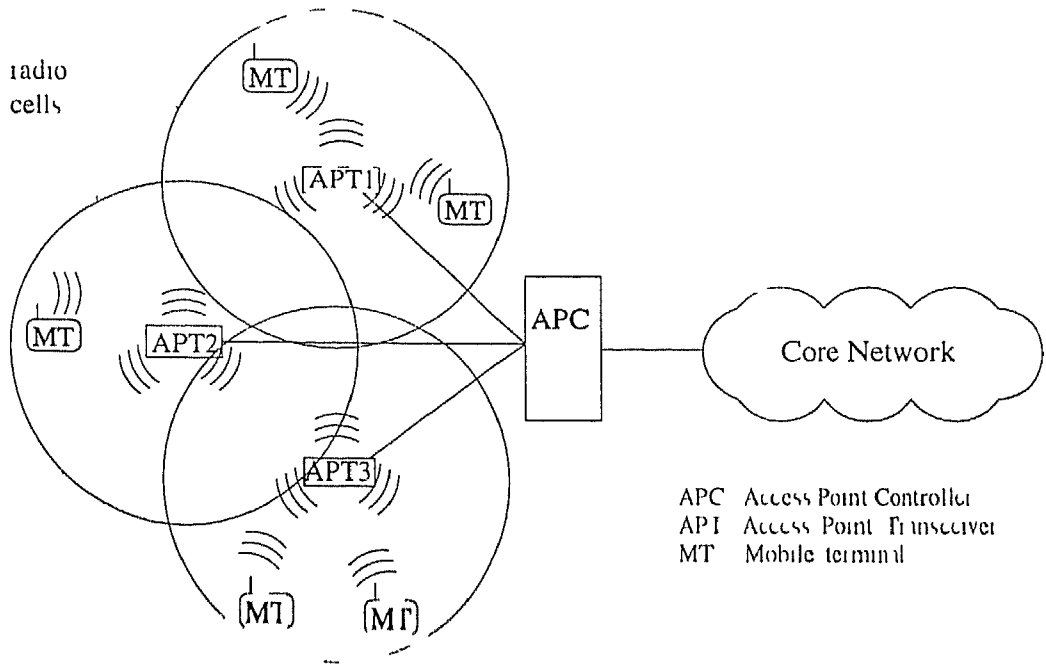 radio
cells
MT
APT1
MT
MT
APT2
APC
Core Network
APT3
MT
MT
APC Access Point Controller
APT Access Point Transceiver
MT Mobile terminal